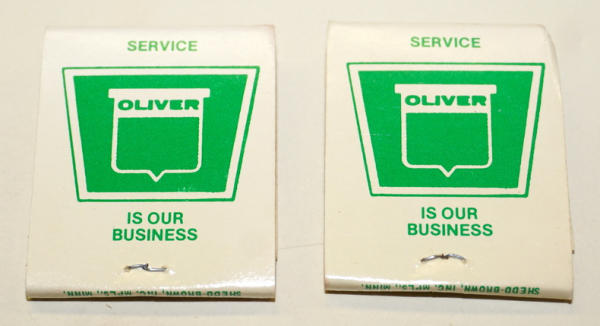 SERVICE
OLIVER
IS OUR
BUSINESS
SHEDD-BROWN, INC. MPLS., MINN.
SERVICE
OLIVER
IS OUR
BUSINESS
SHEDD-BROWN, INC. MPLS., MINN.